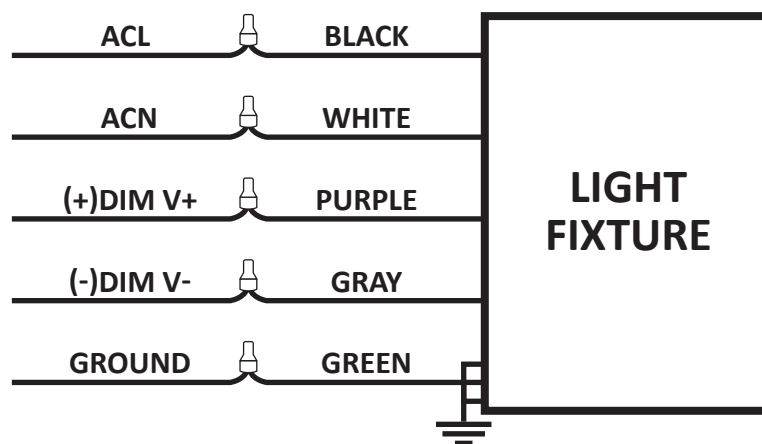 ACL BLACK
ACN WHITE
(+)DIM V+ PURPLE
LIGHT
FIXTURE
(-)DIM V- GRAY
GROUND GREEN